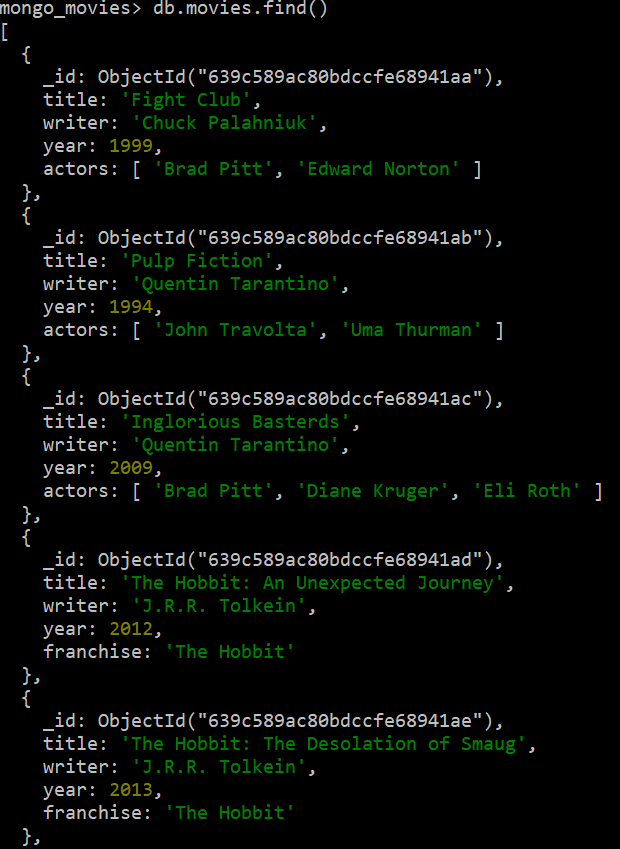 mongo_movies> db.movies.find()
[
  {
    _id: ObjectId("639c589ac80bdccfe68941aa"),
    title: 'Fight Club',
    writer: 'Chuck Palahniuk',
    year: 1999,
    actors: [ 'Brad Pitt', 'Edward Norton' ]
  },
  {
    _id: ObjectId("639c589ac80bdccfe68941ab"),
    title: 'Pulp Fiction',
    writer: 'Quentin Tarantino',
    year: 1994,
    actors: [ 'John Travolta', 'Uma Thurman' ]
  },
  {
    _id: ObjectId("639c589ac80bdccfe68941ac"),
    title: 'Inglorious Basterds',
    writer: 'Quentin Tarantino',
    year: 2009,
    actors: [ 'Brad Pitt', 'Diane Kruger', 'Eli Roth' ]
  },
  {
    _id: ObjectId("639c589ac80bdccfe68941ad"),
    title: 'The Hobbit: An Unexpected Journey',
    writer: 'J.R.R. Tolkein',
    year: 2012,
    franchise: 'The Hobbit'
  },
  {
    _id: ObjectId("639c589ac80bdccfe68941ae"),
    title: 'The Hobbit: The Desolation of Smaug',
    writer: 'J.R.R. Tolkein',
    year: 2013,
    franchise: 'The Hobbit'
  },